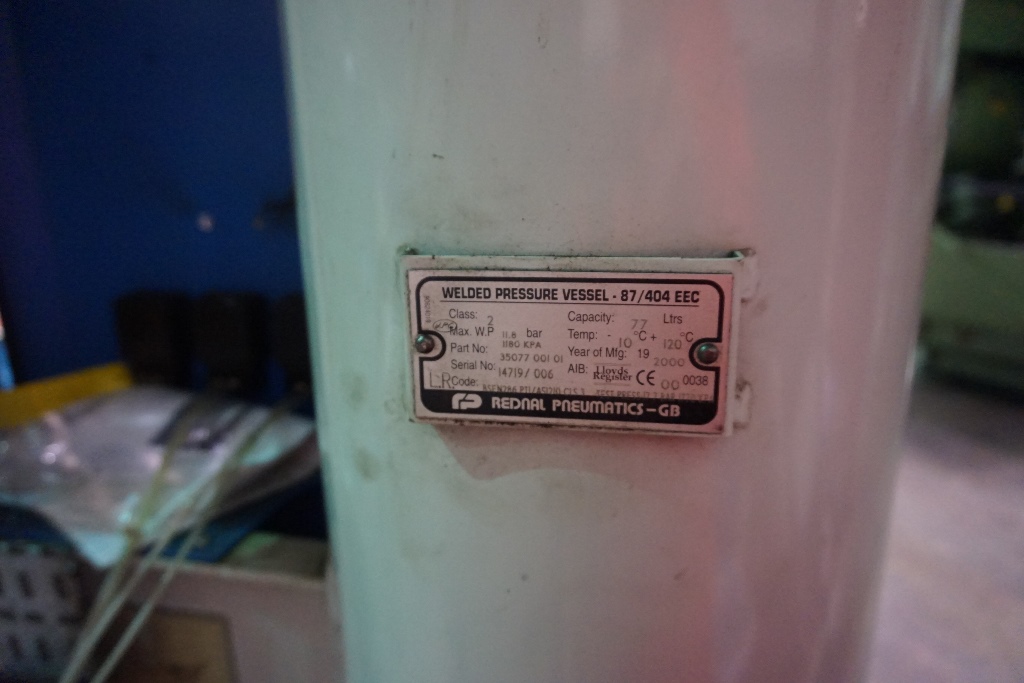 WELDED PRESSURE VESSEL - 87/404 EEC
Class: 2 Capacity: 77 Ltrs
Max. W.P 11.8 bar Temp: - 10 °C + 120°C
1180 KPA
Part No: 35077 001 01 Year of Mfg: 19 2000
Serial No: 14719/ 006 AIB: Lloyds Register CE 00 0038
LR Code:
REDNAL PNEUMATICS-GB